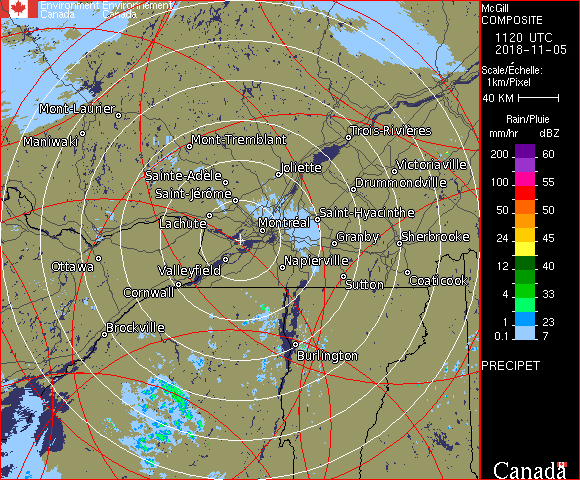 Environment Environnement
Canada Canada
McGill
COMPOSITE
1120 UTC
2018-11-05
Scale/Échelle:
1km/Pixel
40 KM
Rain/Pluie
mm/hr dBZ
200 60
100 55
50 50
24 45
12 40
4 33
1 23
0.1 7
PRECIPET
Canada
Mont-Laurier
Maniwaki
Mont-Tremblant
Trois-Rivières
Sainte-Adèle
Joliette
Victoriaville
Saint-Jérôme
Drummondville
Lachute
Montréal
Saint-Hyacinthe
Granby
Sherbrooke
Ottawa
Valleyfield
Napierville
Cornwall
Sutton
Coaticook
Brockville
Burlington